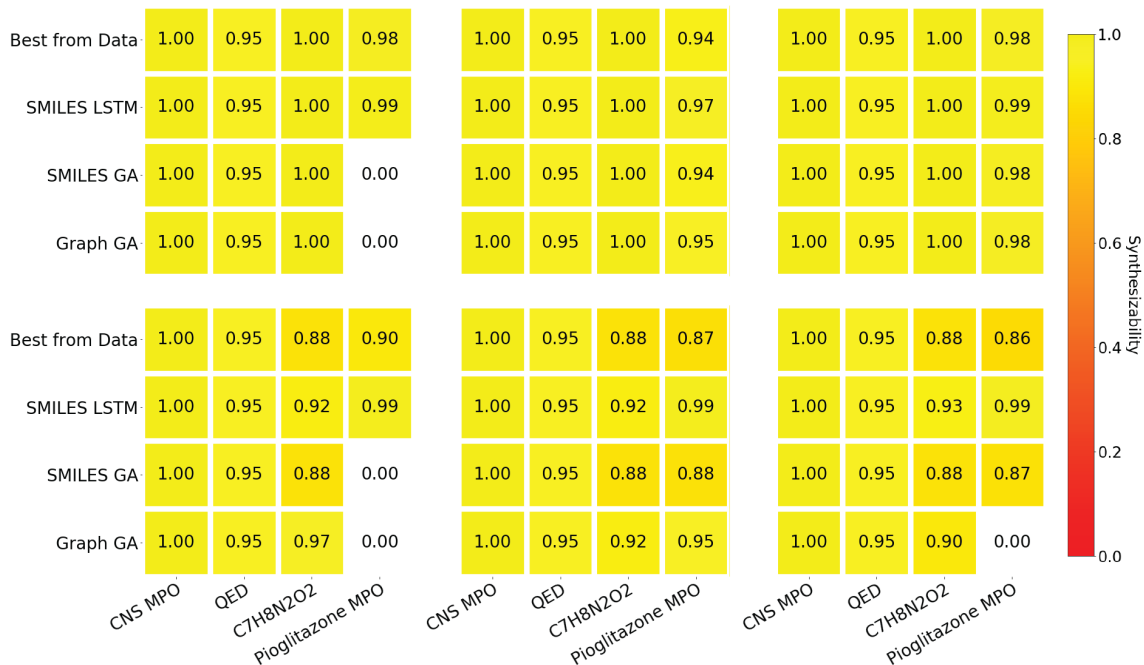 Best from Data 1.00 0.95 1.00 0.98 1.00 0.95 1.00 0.94 1.00 0.95 1.00 0.98
SMILES LSTM 1.00 0.95 1.00 0.99 1.00 0.95 1.00 0.97 1.00 0.95 1.00 0.99
SMILES GA 1.00 0.95 1.00 0.00 1.00 0.95 1.00 0.94 1.00 0.95 1.00 0.98
Graph GA 1.00 0.95 1.00 0.00 1.00 0.95 1.00 0.95 1.00 0.95 1.00 0.98
Best from Data 1.00 0.95 0.88 0.90 1.00 0.95 0.88 0.87 1.00 0.95 0.88 0.86
SMILES LSTM 1.00 0.95 0.92 0.99 1.00 0.95 0.92 0.99 1.00 0.95 0.93 0.99
SMILES GA 1.00 0.95 0.88 0.00 1.00 0.95 0.88 0.88 1.00 0.95 0.88 0.87
Graph GA 1.00 0.95 0.97 0.00 1.00 0.95 0.92 0.95 1.00 0.95 0.90 0.00
CNS MPO QED C7H8N2O2 Pioglitazone MPO CNS MPO QED C7H8N2O2 Pioglitazone MPO CNS MPO QED C7H8N2O2 Pioglitazone MPO
1.0
0.8
0.6
0.4
0.2
0.0
Synthesizability